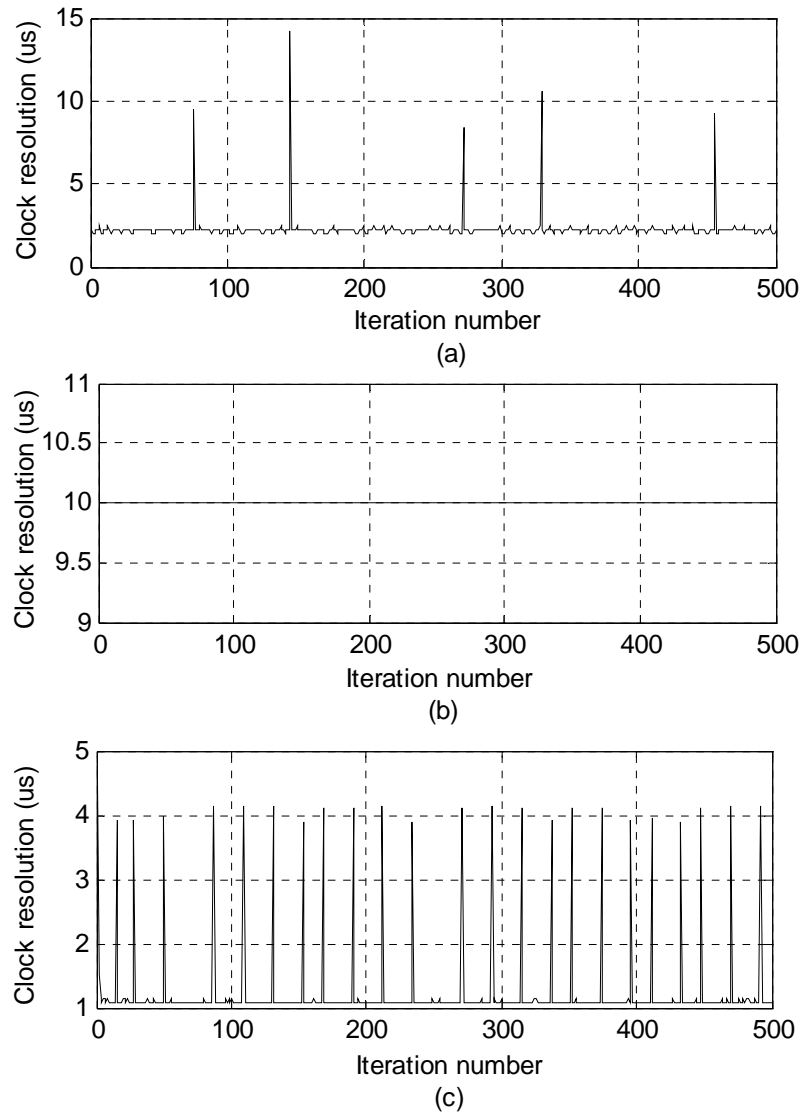 15
10
5
0
Clock resolution (us)
0 100 200 300 400 500
Iteration number
(a)
11
10.5
10
9.5
9
Clock resolution (us)
0 100 200 300 400 500
Iteration number
(b)
5
4
3
2
1
Clock resolution (us)
0 100 200 300 400 500
Iteration number
(c)